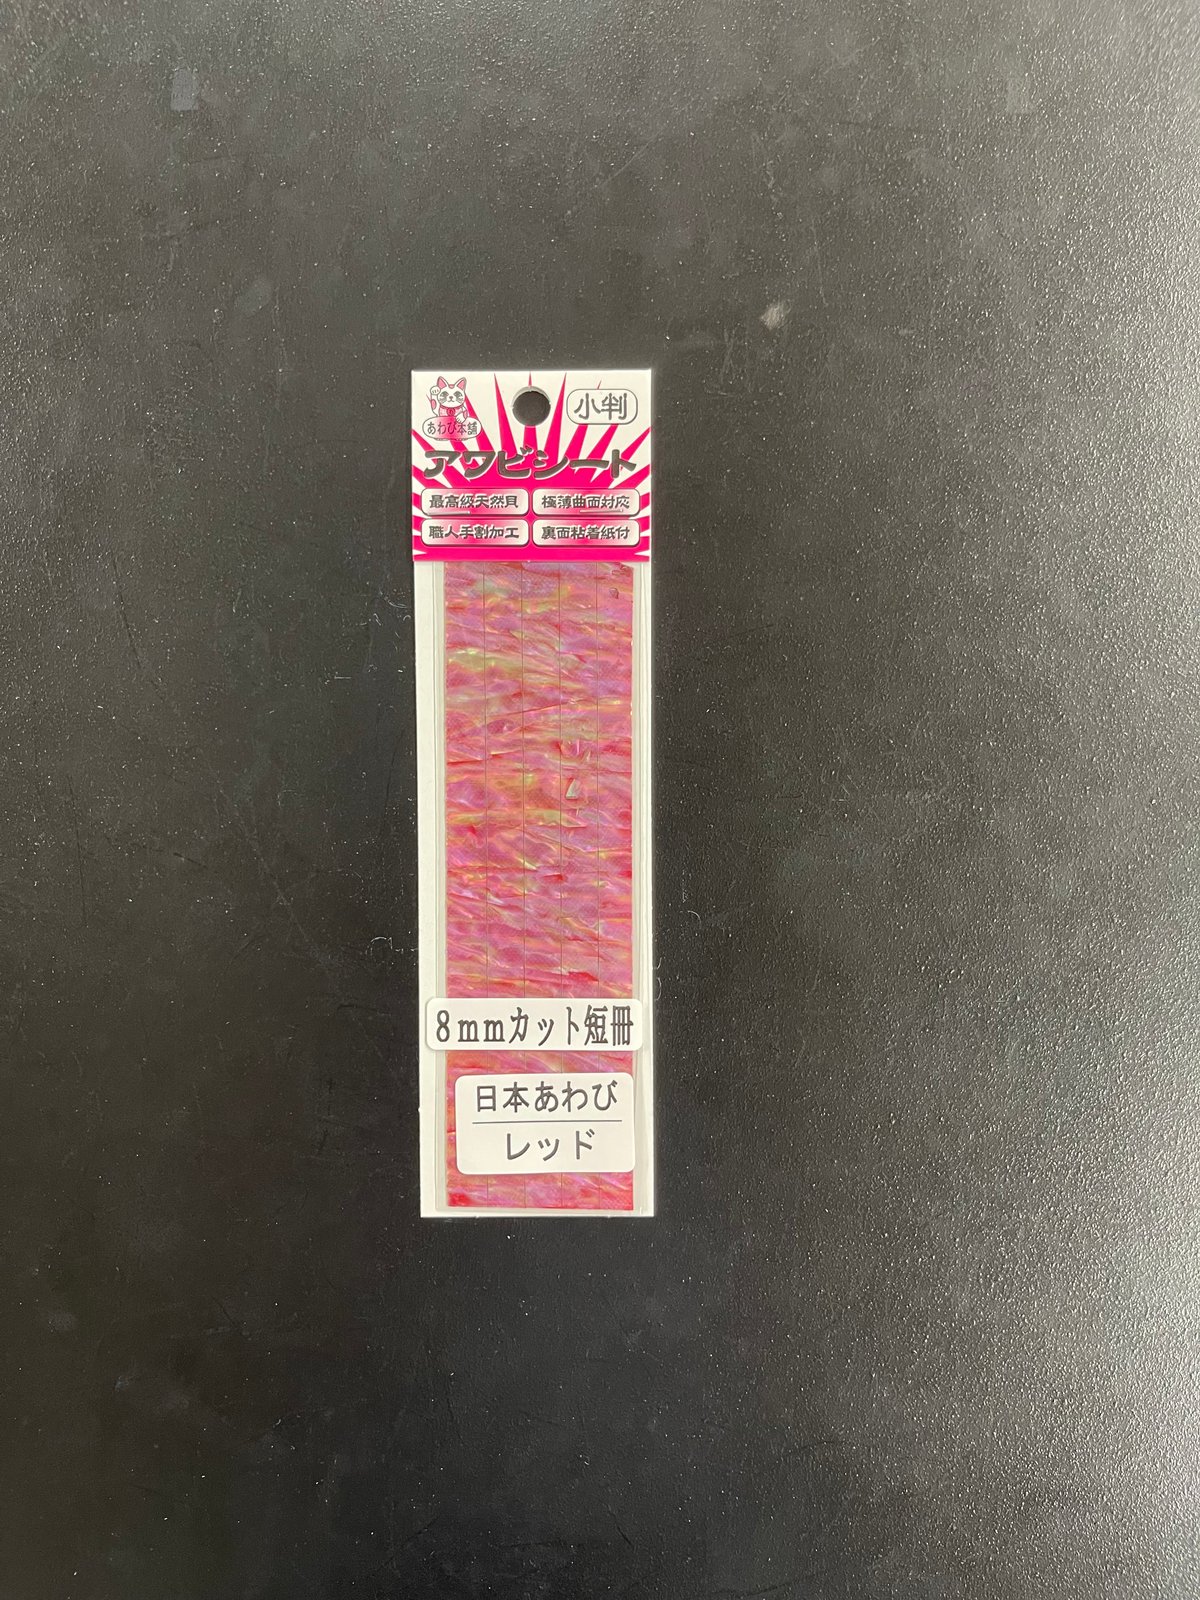 小判
あわび本舗
アワビシート
最高級天然貝
極薄曲面対応
職人手割加工
裏面粘着紙付
8mmカット短冊
日本あわび
レッド